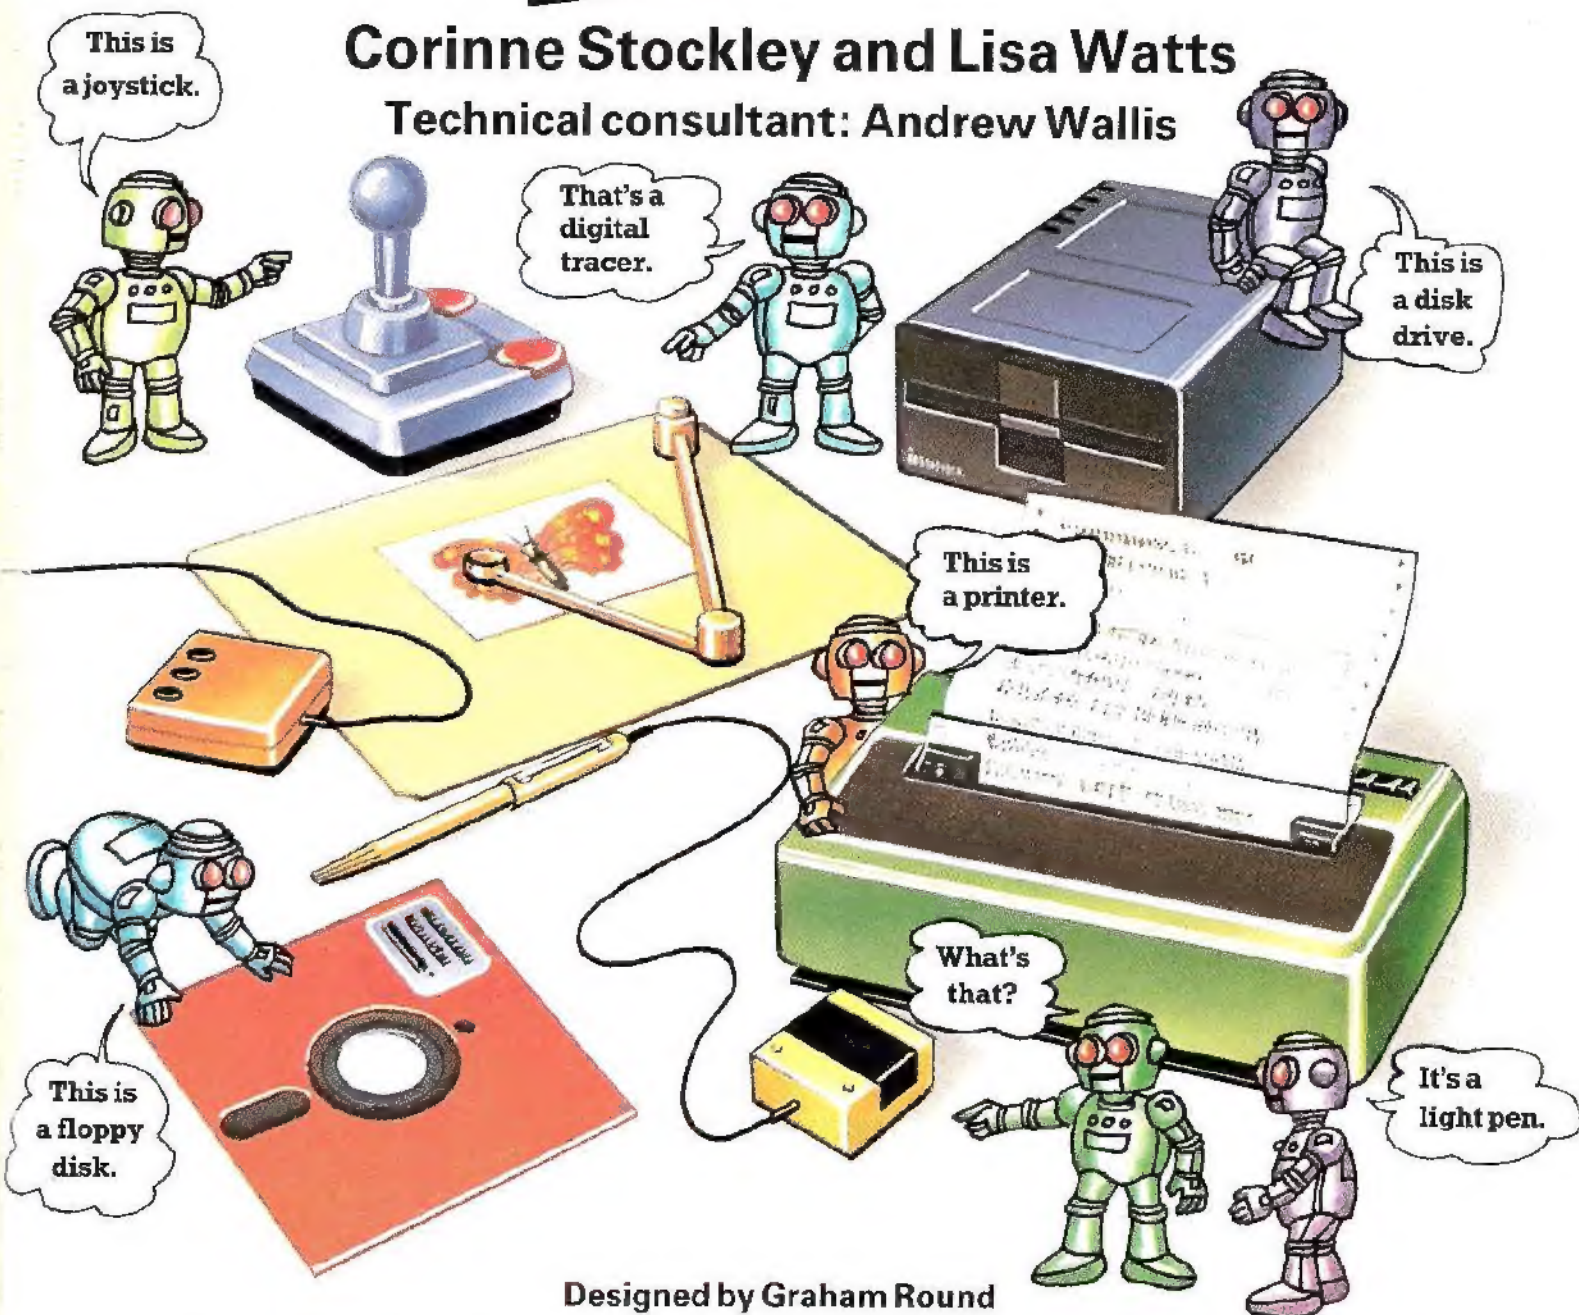 Corinne Stockley and Lisa Watts
Technical consultant: Andrew Wallis
This is
a joystick.
That's a
digital
tracer.
This is
a disk
drive.
This is
a printer.
What's
that?
It's a
light pen.
This is
a floppy
disk.
Designed by Graham Round